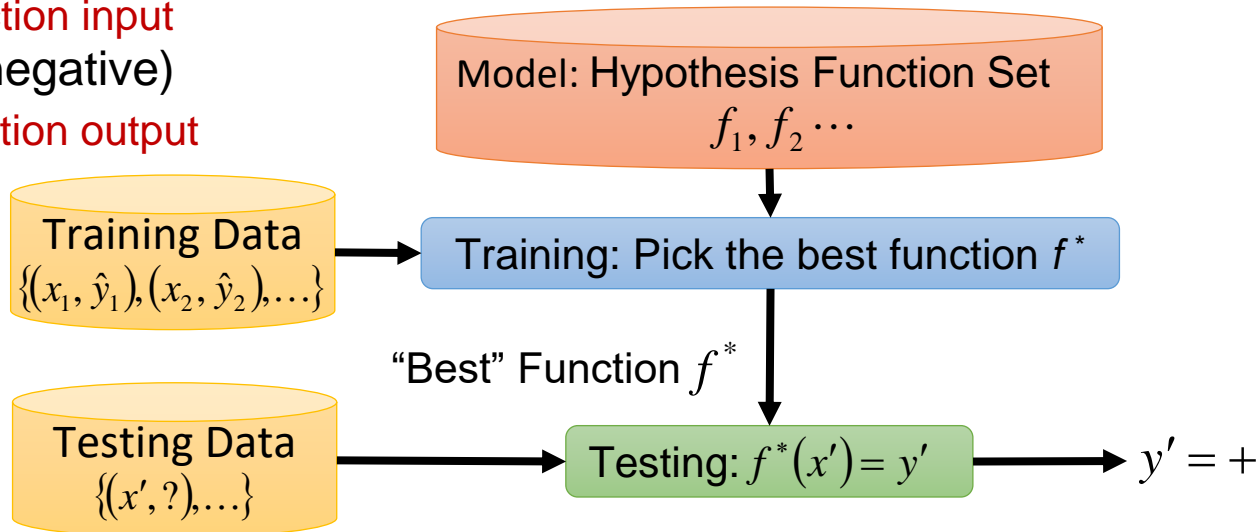 tion input
negative)
tion output
Model: Hypothesis Function Set
f₁, f₂ ⋯
Training Data
{(x₁, ŷ₁),(x₂, ŷ₂),…}
Training: Pick the best function f*
“Best” Function f*
Testing Data
{(x′, ?),…}
Testing: f*(x′) = y′
y′ = +